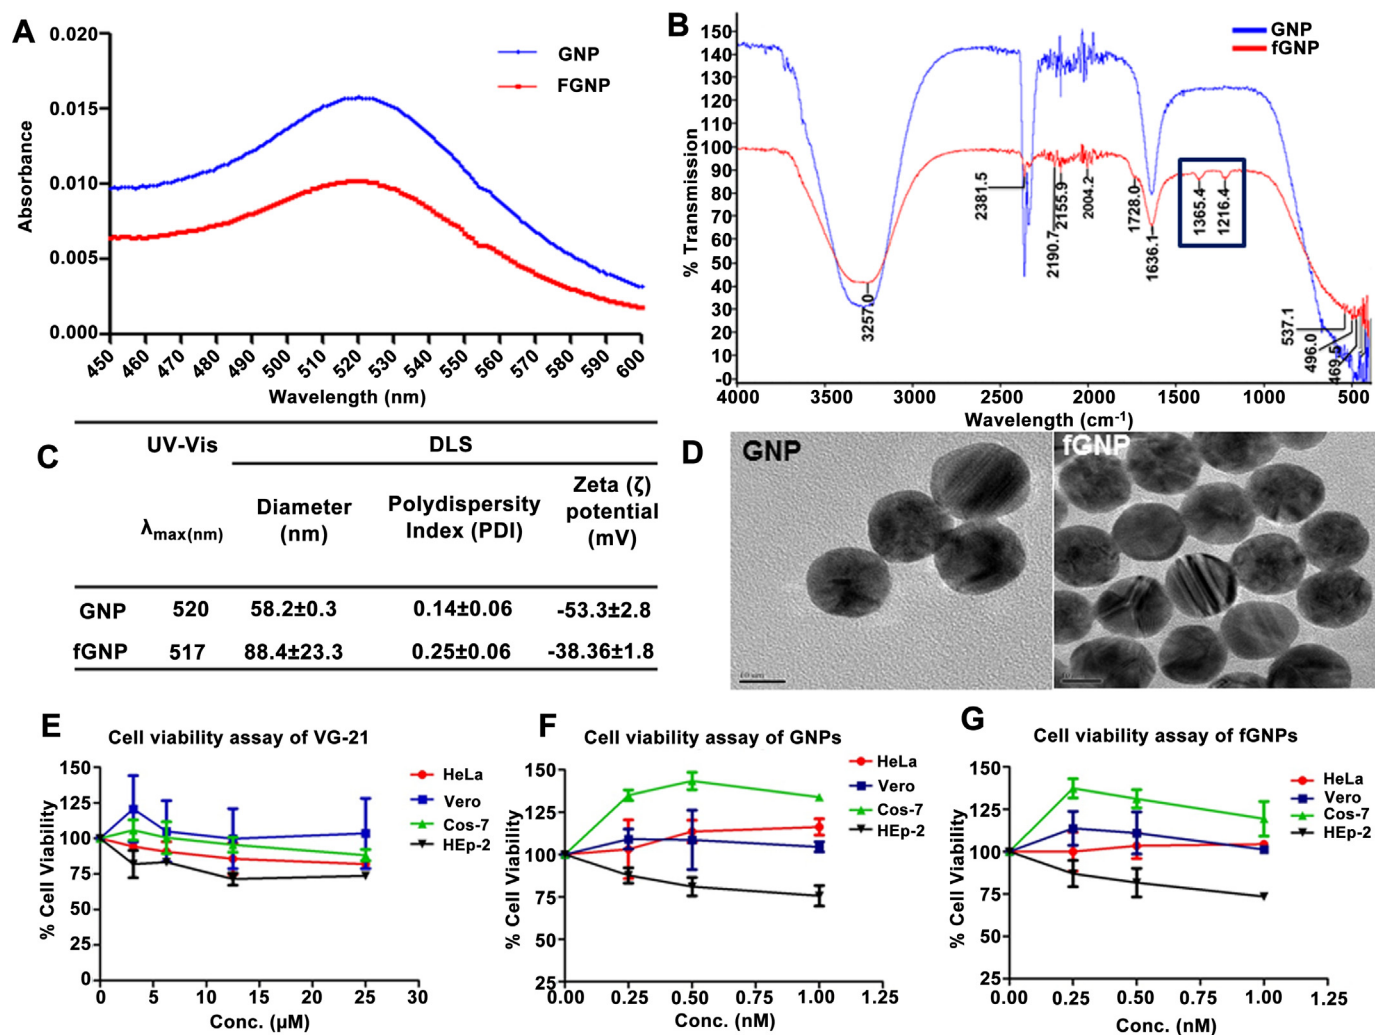 A
0.020
0.015
0.010
0.005
0.000
Absorbance
GNP
FGNP
450 460 470 480 490 500 510 520 530 540 550 560 570 580 590 600
Wavelength (nm)
B
150
140
130
120
110
100
90
80
70
60
50
40
30
20
10
-0
% Transmission
GNP
fGNP
3257.0
2381.5
2190.7
2155.9
2004.2
1728.0
1636.1
1365.4
1216.4
537.1
496.0
469.5
4000 3500 3000 2500 2000 1500 1000 500
Wavelength (cm-1)
C
UV-Vis DLS
λmax(nm) Diameter (nm) Polydispersity Index (PDI) Zeta (ζ) potential (mV)
GNP 520 58.2±0.3 0.14±0.06 -53.3±2.8
fGNP 517 88.4±23.3 0.25±0.06 -38.36±1.8
D
GNP
fGNP
E
Cell viability assay of VG-21
150
125
100
75
50
25
0
% Cell Viability
HeLa
Vero
Cos-7
HEp-2
0 5 10 15 20 25 30
Conc. (µM)
F
Cell viability assay of GNPs
150
125
100
75
50
25
% Cell Viability
HeLa
Vero
Cos-7
HEp-2
0.00 0.25 0.50 0.75 1.00 1.25
Conc. (nM)
G
Cell viability assay of fGNPs
150
125
100
75
50
25
% Cell Viability
HeLa
Vero
Cos-7
HEp-2
0.00 0.25 0.50 0.75 1.00 1.25
Conc. (nM)